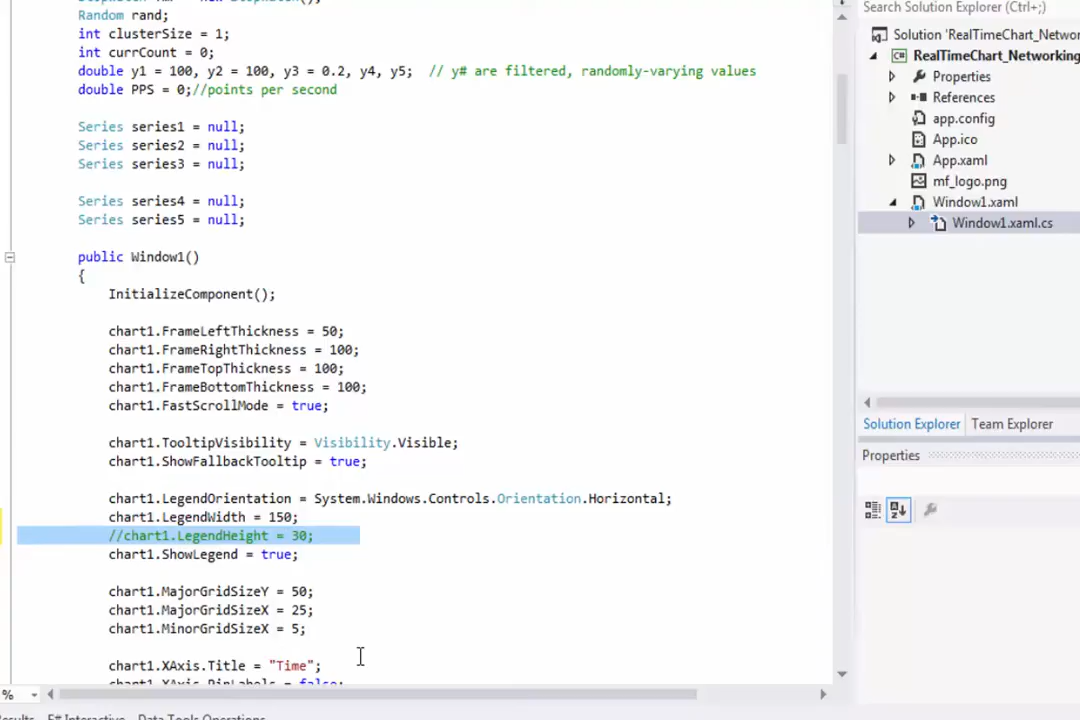 Random rand;
int clusterSize = 1;
int currCount = 0;
double y1 = 100, y2 = 100, y3 = 0.2, y4, y5;  // y# are filtered, randomly-varying values
double PPS = 0;//points per second
Series series1 = null;
Series series2 = null;
Series series3 = null;
Series series4 = null;
Series series5 = null;
public Window1()
{
InitializeComponent();
chart1.FrameLeftThickness = 50;
chart1.FrameRightThickness = 100;
chart1.FrameTopThickness = 100;
chart1.FrameBottomThickness = 100;
chart1.FastScrollMode = true;
chart1.TooltipVisibility = Visibility.Visible;
chart1.ShowFallbackTooltip = true;
chart1.LegendOrientation = System.Windows.Controls.Orientation.Horizontal;
chart1.LegendWidth = 150;
//chart1.LegendHeight = 30;
chart1.ShowLegend = true;
chart1.MajorGridSizeY = 50;
chart1.MajorGridSizeX = 25;
chart1.MinorGridSizeX = 5;
chart1.XAxis.Title = "Time";
%
F# Interactive Data Tools Operations
Search Solution Explorer (Ctrl+;)
Solution 'RealTimeChart_Networ
RealTimeChart_Networking
Properties
References
app.config
App.ico
App.xaml
mf_logo.png
Window1.xaml
Window1.xaml.cs
Solution Explorer Team Explorer
Properties